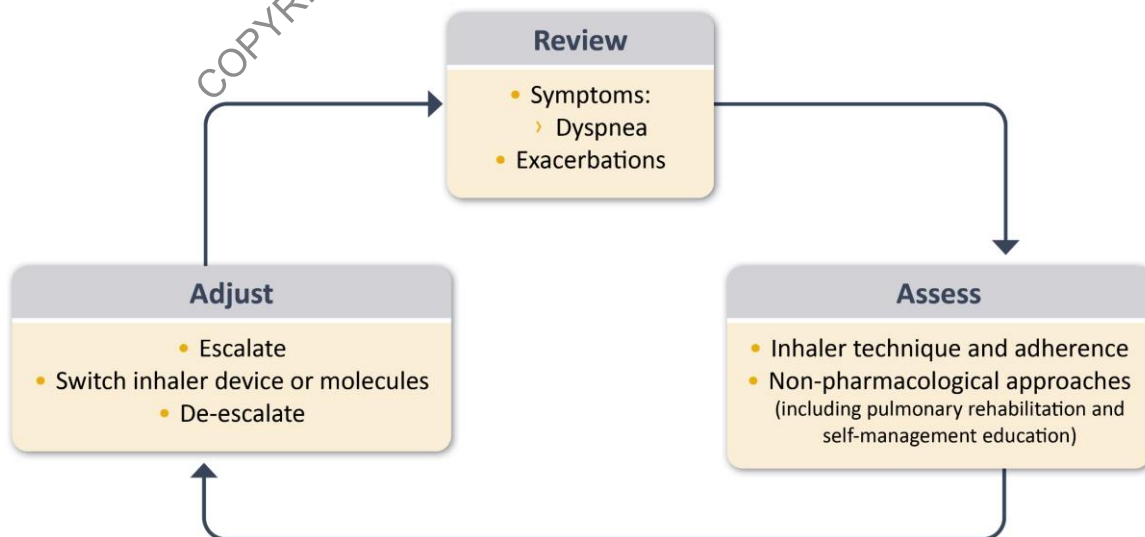 Review
• Symptoms:
› Dyspnea
• Exacerbations
Assess
• Inhaler technique and adherence
• Non-pharmacological approaches
(including pulmonary rehabilitation and
self-management education)
Adjust
• Escalate
• Switch inhaler device or molecules
• De-escalate